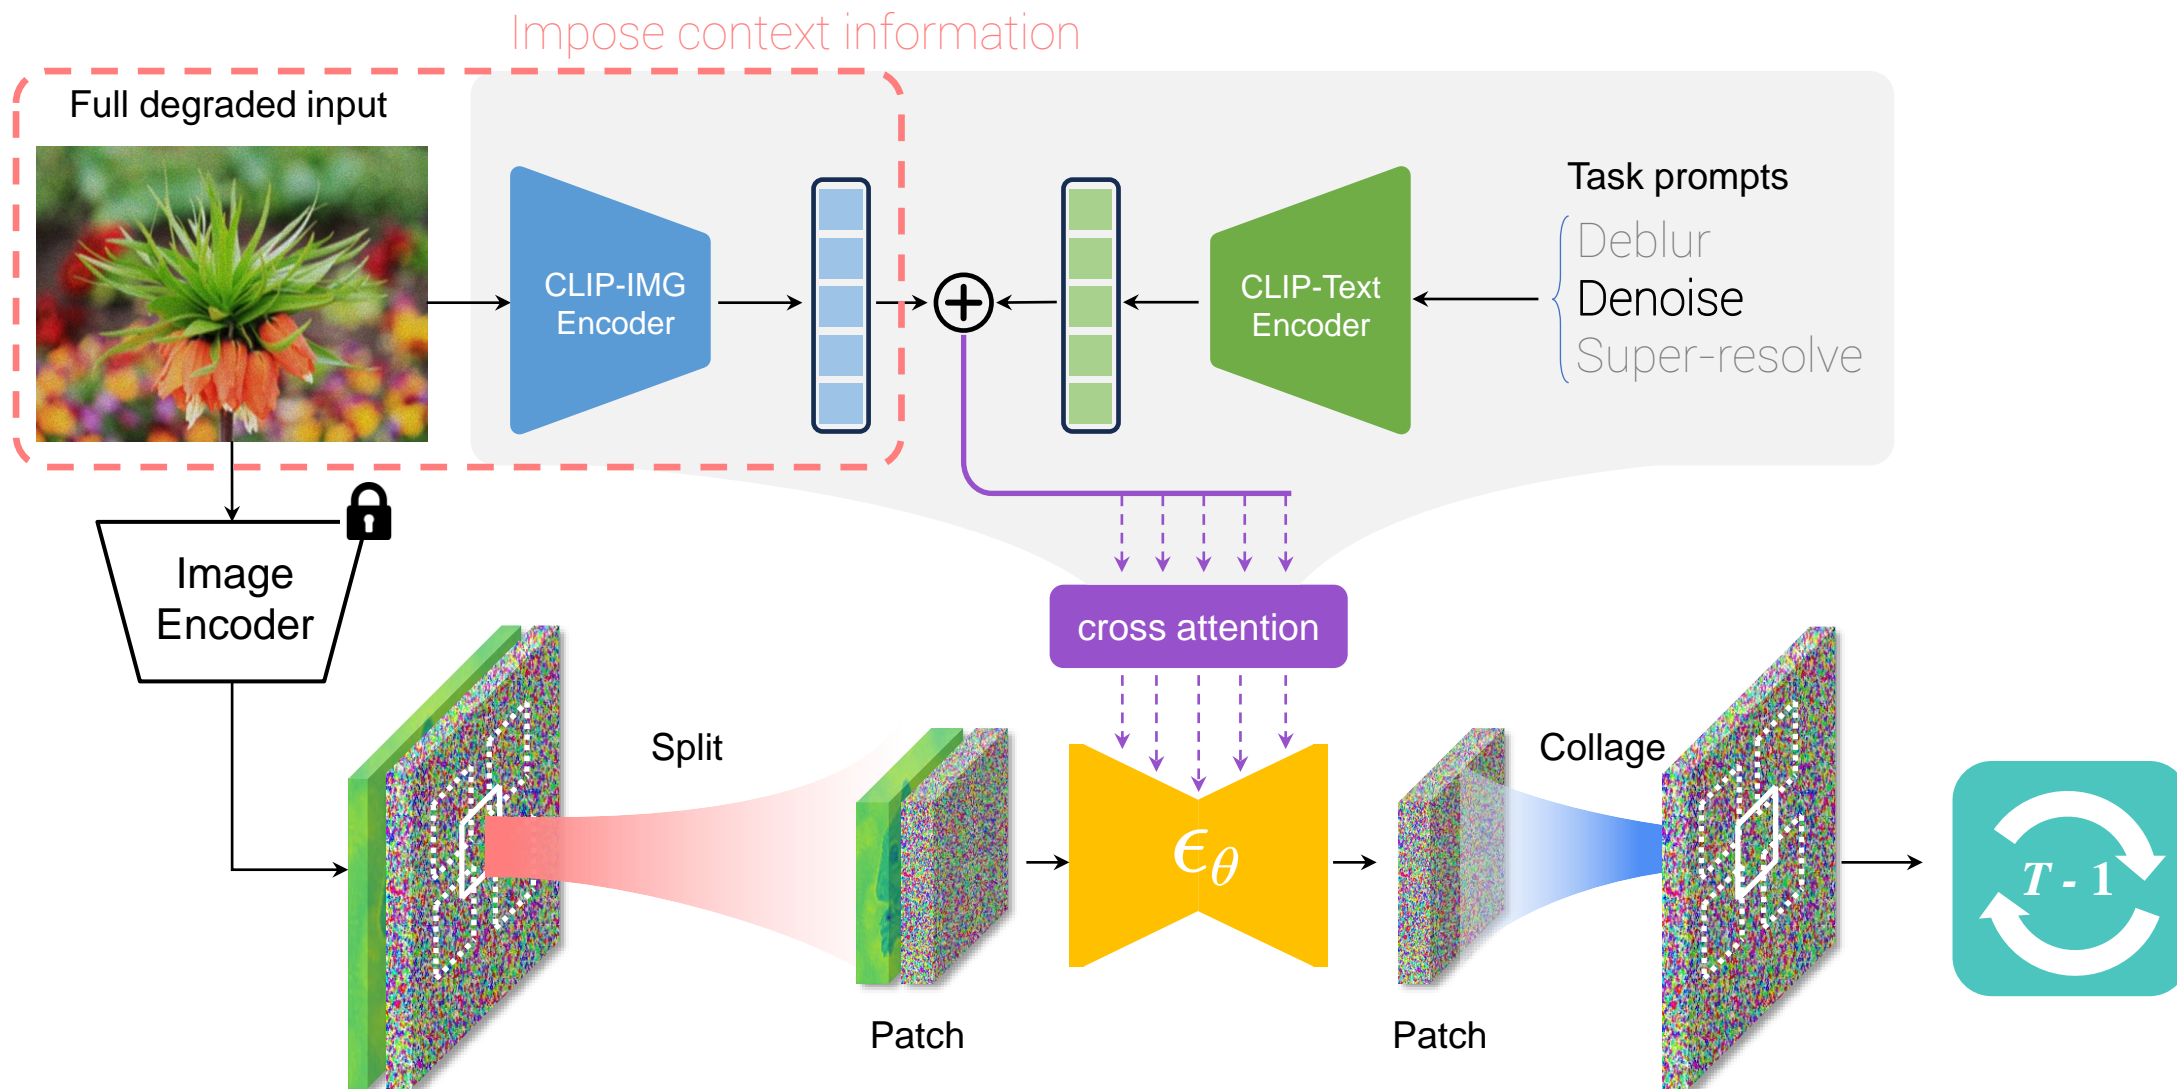 Impose context information
Full degraded input
Task prompts
Deblur
Denoise
Super-resolve
CLIP-IMG
Encoder
CLIP-Text
Encoder
Image
Encoder
cross attention
Split
Collage
ϵθ
T - 1
Patch
Patch